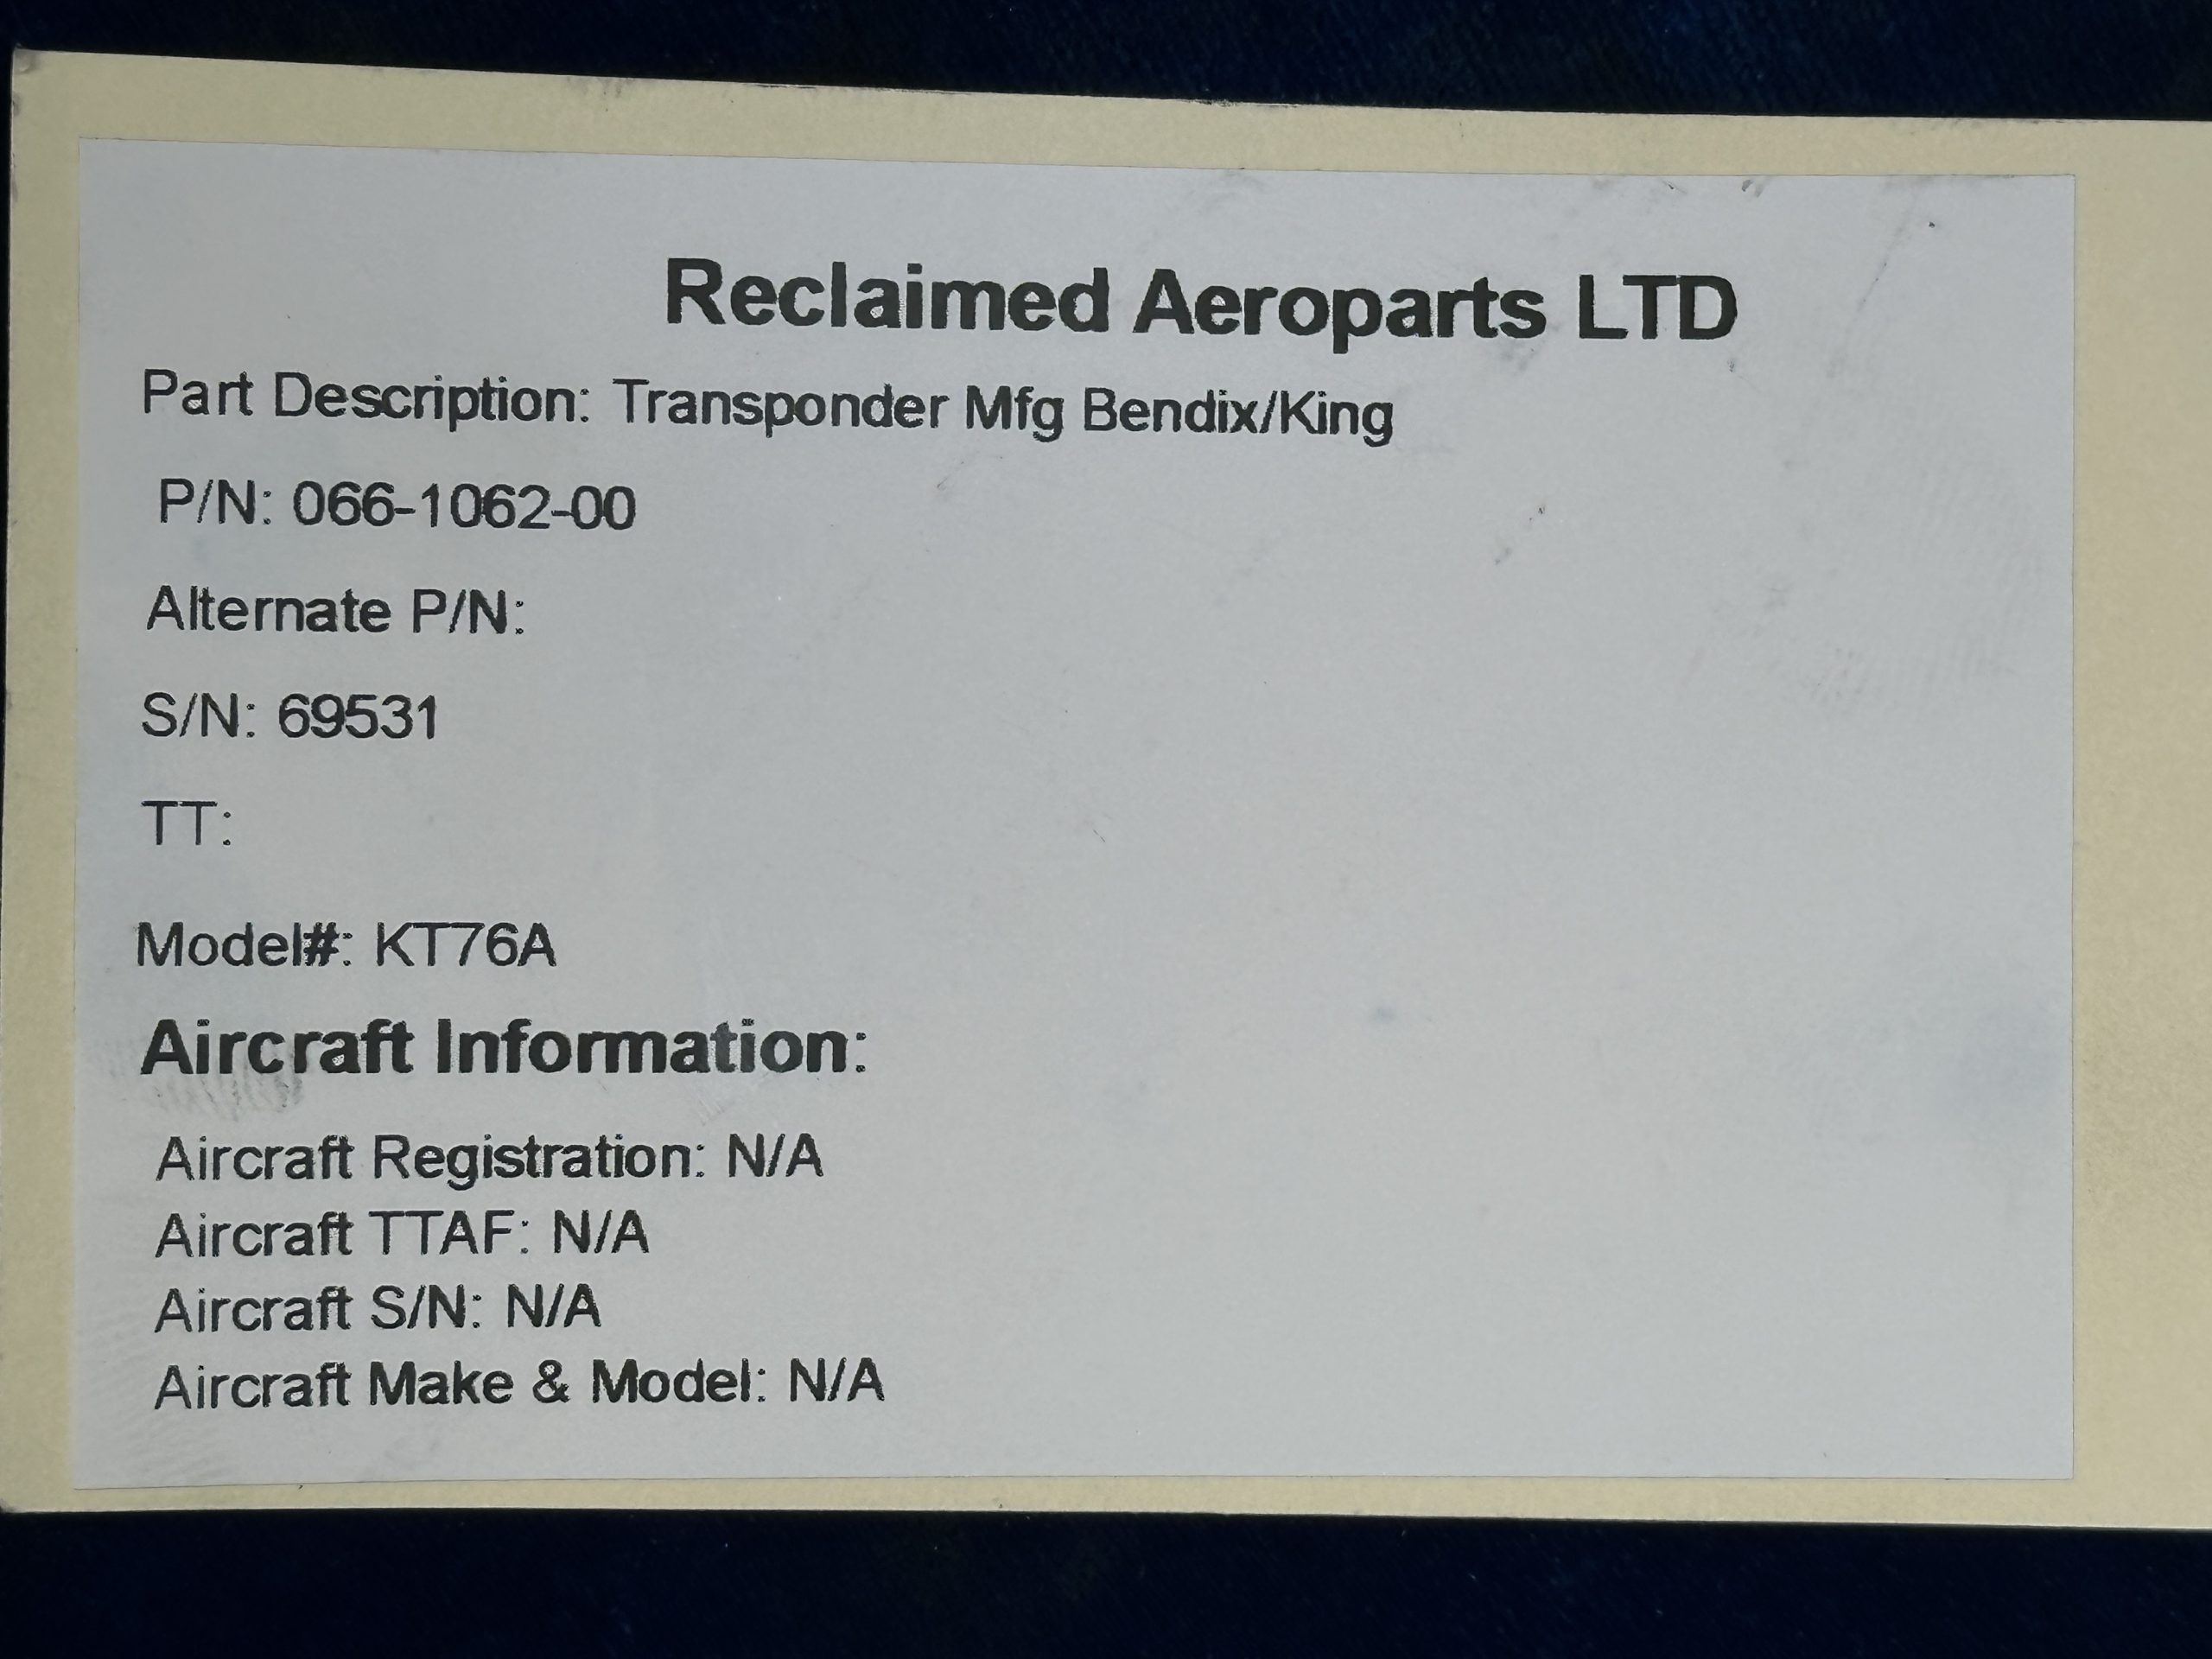 Reclaimed Aeroparts LTD
Part Description: Transponder Mfg Bendix/King
P/N: 066-1062-00
Alternate P/N:
S/N: 69531
TT:
Model#: KT76A
Aircraft Information:
Aircraft Registration: N/A
Aircraft TTAF: N/A
Aircraft S/N: N/A
Aircraft Make & Model: N/A